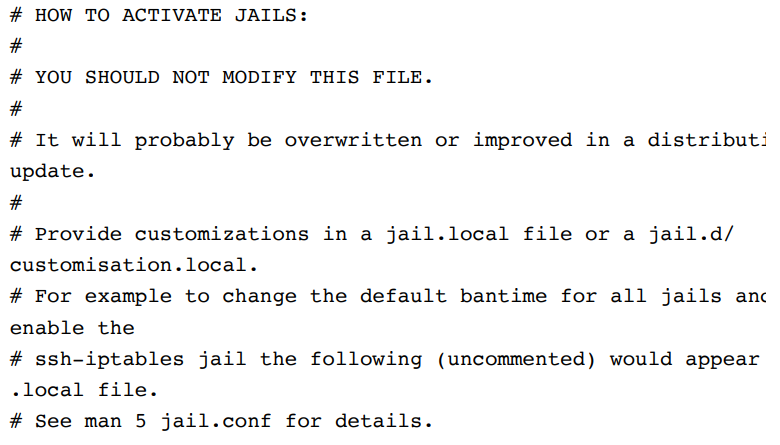 # HOW TO ACTIVATE JAILS:
#
# YOU SHOULD NOT MODIFY THIS FILE.
#
# It will probably be overwritten or improved in a
update.
#
# Provide customizations in a jail.local file or a jail.d/
customisation.local.
# For example to change the default bantime for all jails
enable the
# ssh-iptables jail the following (uncommented) would appear
.local file.
# See man 5 jail.conf for details.